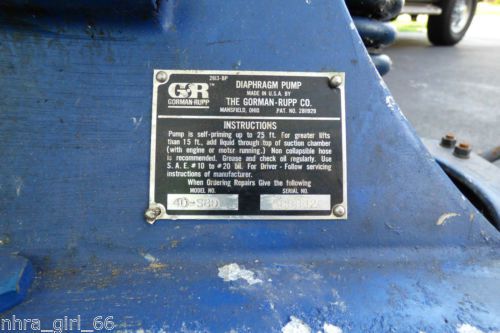 2613-BP
GR
GORMAN-RUPP
DIAPHRAGM PUMP
MADE IN U.S.A. BY
THE GORMAN-RUPP CO.
MANSFIELD, OHIO PAT. NO. 2811929
INSTRUCTIONS
Pump is self-priming up to 25 ft. For greater lifts
than 15 ft., add liquid through top of suction chamber
(with engine or motor running.) Non collapsible hose
is recommended. Grease and check oil regularly. Use
S. A. E. #10 to #20 oil. For Driver - Follow servicing
instructions of manufacturer.
When Ordering Repairs Give the following
MODEL NO. SERIAL NO.
nhra_girl_66